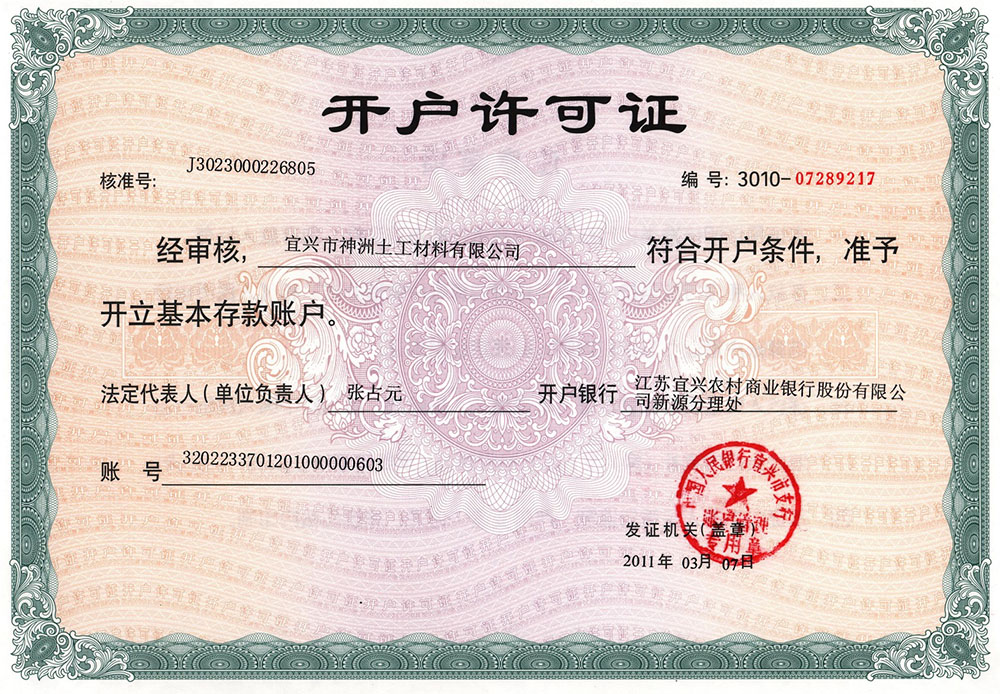 开户许可证
核准号: J3023000226805 编 号: 3010-07289217
经审核, 宜兴市神洲土工材料有限公司 符合开户条件, 准予
开立基本存款账户。
法定代表人(单位负责人) 张占元 开户银行 江苏宜兴农村商业银行股份有限公
司新源分理处
账 号 3202233701201000000603
中国人民银行宜兴市支行
专用章
发证机关(盖章)
2011年 03月 07日